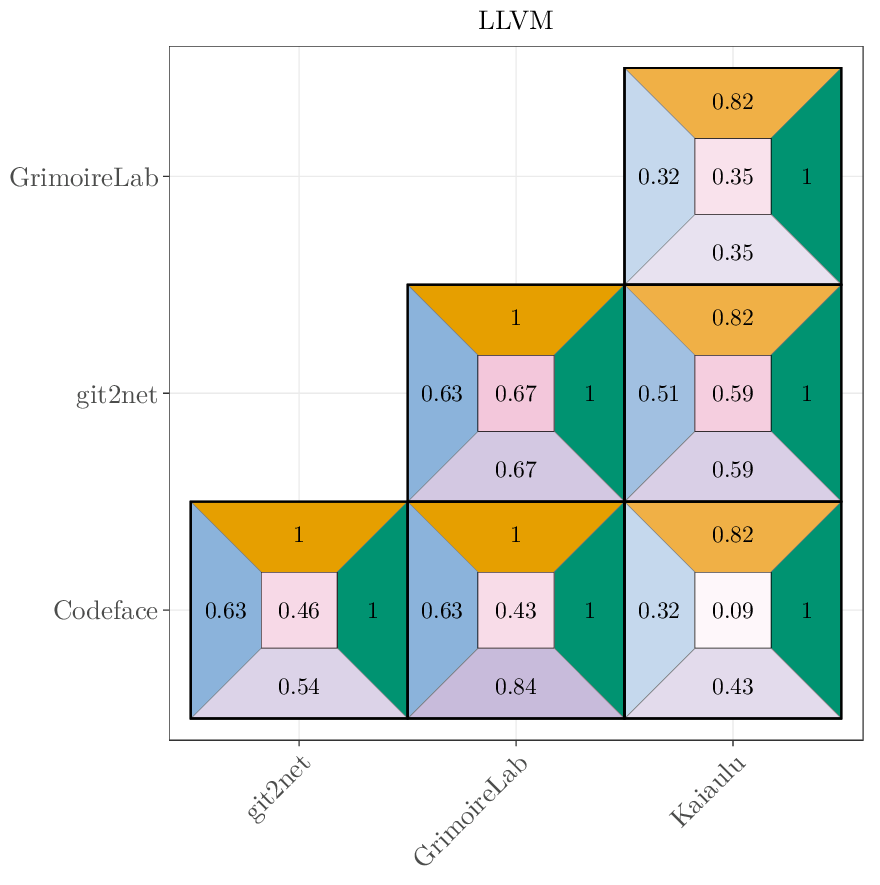 LLVM
0.82
GrimoireLab
0.32 0.35 1
0.35
1 0.82
git2net
0.63 0.67 1 0.51 0.59 1
0.67 0.59
1 1 0.82
Codeface
0.63 0.46 1 0.63 0.43 1 0.32 0.09 1
0.54 0.84 0.43
git2net
GrimoireLab
Kaiaulu